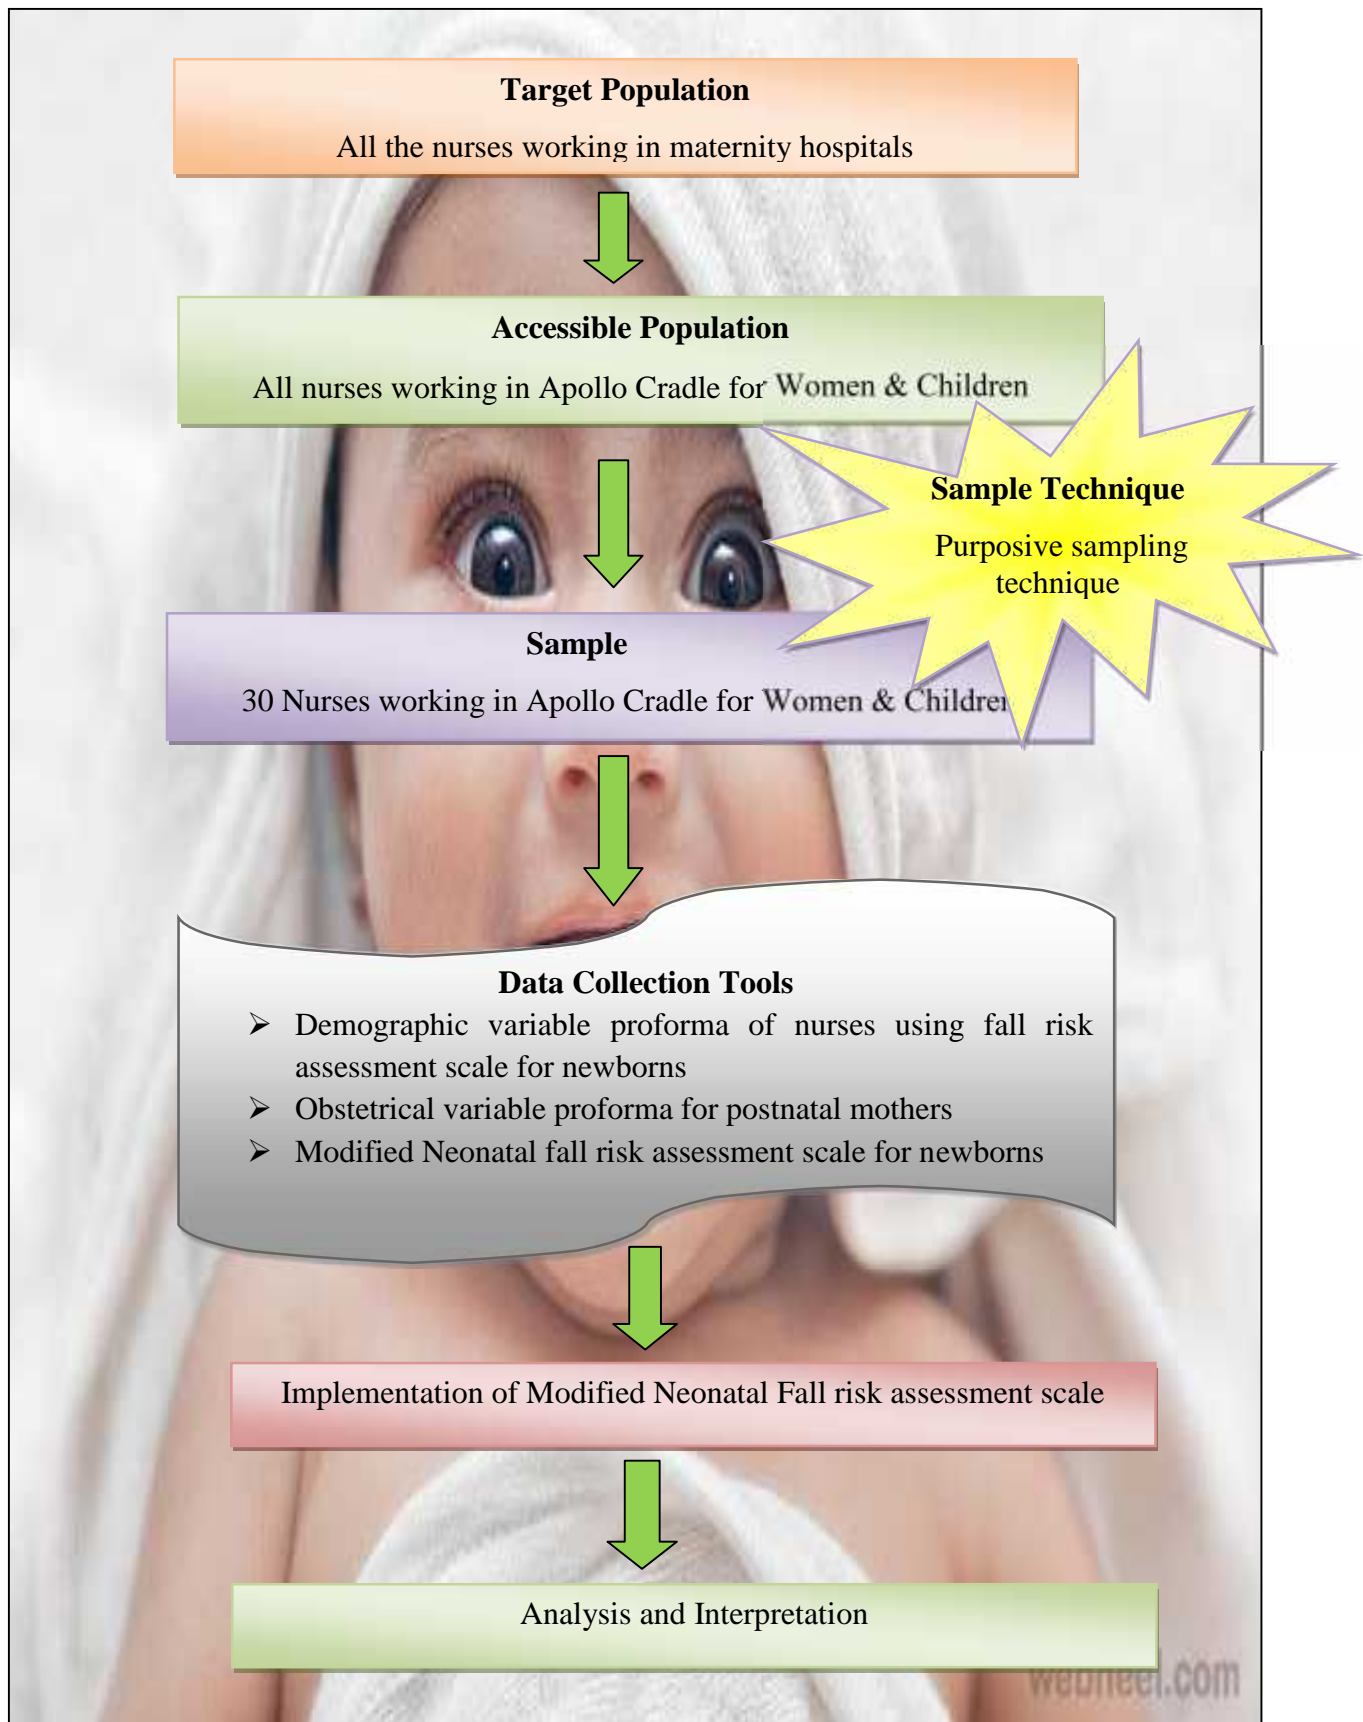 Target Population
All the nurses working in maternity hospitals
Accessible Population
All nurses working in Apollo Cradle for Women & Children
Sample Technique
Purposive sampling
technique
Sample
30 Nurses working in Apollo Cradle for Women & Children
Data Collection Tools
➢ Demographic variable proforma of nurses using fall risk
assessment scale for newborns
➢ Obstetrical variable proforma for postnatal mothers
➢ Modified Neonatal fall risk assessment scale for newborns
Implementation of Modified Neonatal Fall risk assessment scale
Analysis and Interpretation